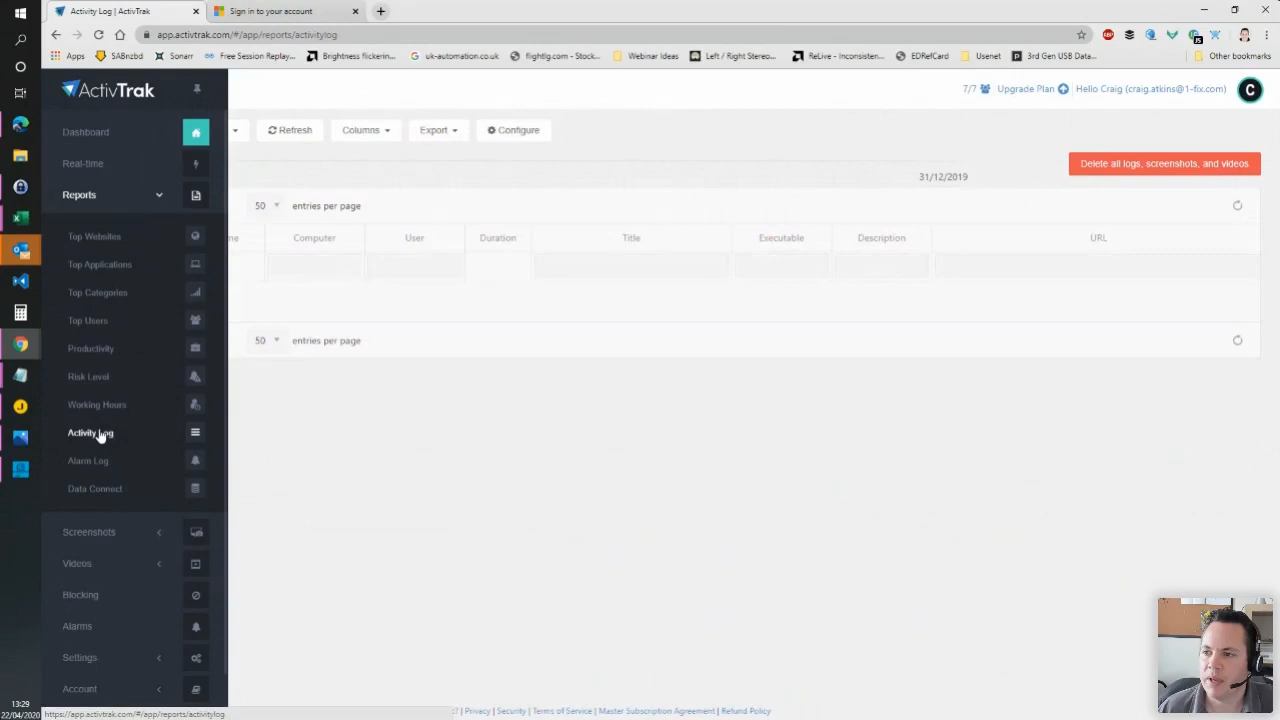 Activity Log | ActivTrak
Sign in to your account
app.activtrak.com/#/app/reports/activitylog
Apps
SABnzbd
Sonarr
Free Session Replay...
Brightness flickerin...
uk-automation.co.uk
flightlg.com - Stock...
Webinar Ideas
Left / Right Stereo...
ReLive - Inconsisten...
EDRefCard
Usenet
3rd Gen USB Data...
Other bookmarks
ActivTrak
7/7
Upgrade Plan
Hello Craig (craig.atkins@1-fix.com)
C
Dashboard
Real-time
Reports
Top Websites
Top Applications
Top Categories
Top Users
Productivity
Risk Level
Working Hours
Activity Log
Alarm Log
Data Connect
Screenshots
Videos
Blocking
Alarms
Settings
Account
Refresh
Columns
Export
Configure
Delete all logs, screenshots, and videos
31/12/2019
50 entries per page
Computer
User
Duration
Title
Executable
Description
URL
50 entries per page
13:29
22/04/2020
https://app.activtrak.com/#/app/reports/activitylog
| Privacy | Security | Terms of Service | Master Subscription Agreement | Refund Policy